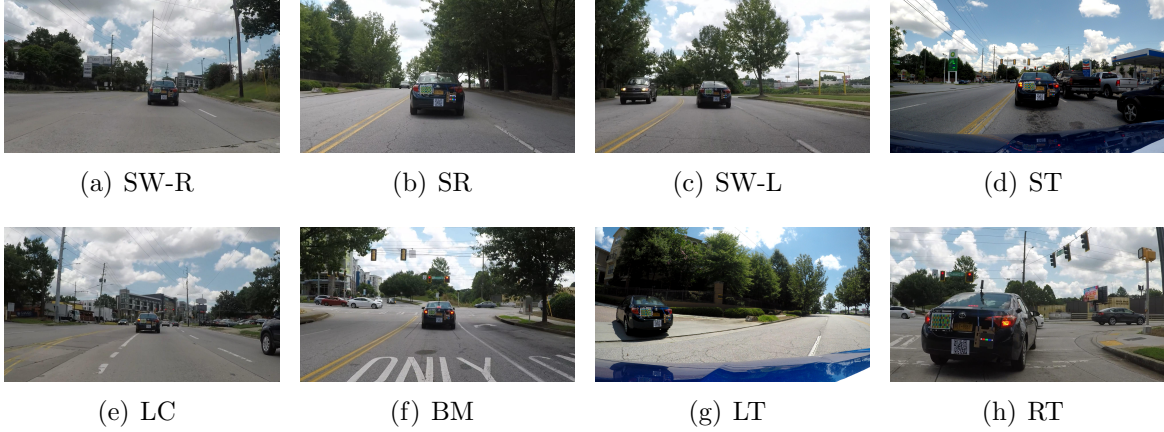 (a) SW-R
(b) SR
(c) SW-L
(d) ST
ONLY
(e) LC
(f) BM
(g) LT
(h) RT